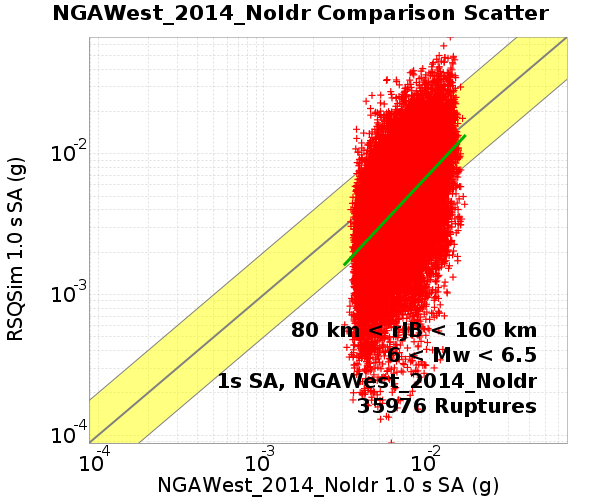 NGAWest_2014_NoIdr Comparison Scatter
RSQSim 1.0 s SA (g)
10-2
10-3
10-4
80 km < rJB < 160 km
6 < Mw < 6.5
1s SA, NGAWest_2014_NoIdr
35976 Ruptures
10-4 10-3 10-2
NGAWest_2014_NoIdr 1.0 s SA (g)